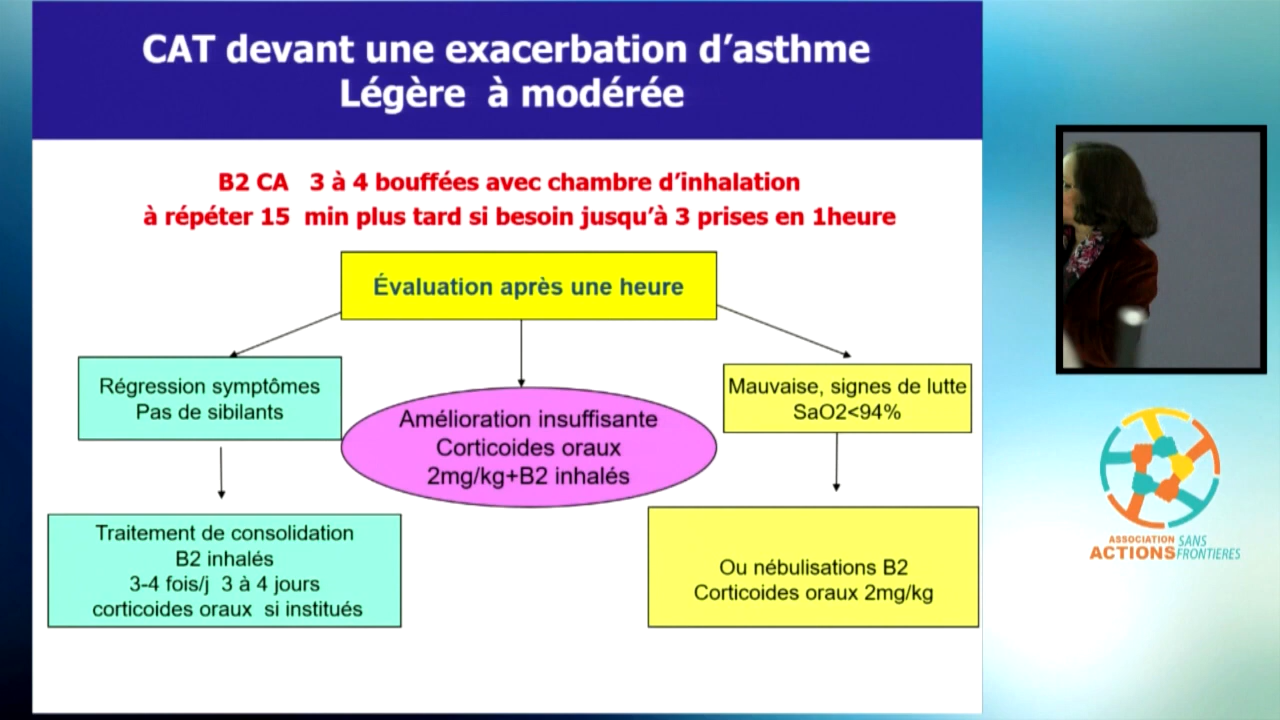 CAT devant une exacerbation d’asthme
Légère à modérée
B2 CA 3 à 4 bouffées avec chambre d’inhalation
à répéter 15 min plus tard si besoin jusqu’à 3 prises en 1heure
Évaluation après une heure
Régression symptômes
Pas de sibilants
Amélioration insuffisante
Corticoides oraux
2mg/kg+B2 inhalés
Mauvaise, signes de lutte
SaO2<94%
Traitement de consolidation
B2 inhalés
3-4 fois/j 3 à 4 jours
corticoides oraux si institués
Ou nébulisations B2
Corticoides oraux 2mg/kg
ASSOCIATION SANS
ACTIONS FRONTIERES